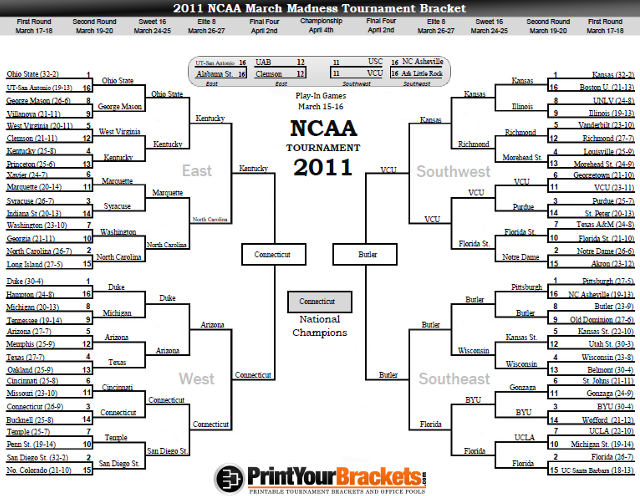 2011 NCAA March Madness Tournament Bracket
First Round Second Round Sweet 16 Elite 8 Final Four Championship Final Four Elite 8 Sweet 16 Second Round First Round
March 17-18 March 19-20 March 24-25 March 26-27 April 2nd April 4th April 2nd March 26-27 March 24-25 March 19-20 March 17-18
UT-San Antonio 16 UAB 12 11 USC 16 NC Asheville
Alabama St. 16 Clemson 12 11 VCU 16 Ark Little Rock
East East Southwest Southeast
Play-In Games
March 15-16
NCAA
TOURNAMENT
2011
East
Ohio State (32-2) 1
UT-San Antonio (19-13) 16
George Mason (26-6) 8
Villanova (21-11) 9
West Virginia (20-11) 5
Clemson (21-11) 12
Kentucky (25-8) 4
Princeton (25-6) 13
Xavier (24-7) 6
Marquette (20-14) 11
Syracuse (26-7) 3
Indiana St (20-13) 14
Washington (23-10) 7
Georgia (21-11) 10
North Carolina (26-7) 2
Long Island (27-5) 15
Ohio State
George Mason
West Virginia
Kentucky
Marquette
Syracuse
Washington
North Carolina
Ohio State
Kentucky
Marquette
North Carolina
Kentucky
North Carolina
Kentucky
West
Duke (30-4) 1
Hampton (24-8) 16
Michigan (20-13) 8
Tennessee (19-14) 9
Arizona (27-7) 5
Memphis (25-9) 12
Texas (27-7) 4
Oakland (25-9) 13
Cincinnati (25-8) 6
Missouri (23-10) 11
Connecticut (26-9) 3
Bucknell (25-8) 14
Temple (25-7) 7
Penn St. (19-14) 10
San Diego St. (32-2) 2
No. Colorado (21-10) 15
Duke
Michigan
Arizona
Texas
Cincinnati
Connecticut
Temple
San Diego St.
Duke
Arizona
Connecticut
San Diego St.
Arizona
Connecticut
Connecticut
Connecticut
Butler
Connecticut
National
Champions
Southwest
1 Kansas (32-2)
16 Boston U. (21-13)
8 UNLV (24-8)
9 Illinois (19-13)
5 Vanderbilt (23-10)
12 Richmond (27-7)
4 Louisville (25-9)
13 Morehead St. (24-9)
6 Georgetown (21-10)
11 VCU (23-11)
3 Purdue (25-7)
14 St. Peter (20-13)
7 Texas A&M (24-8)
10 Florida St. (21-10)
2 Notre Dame (26-6)
15 Akron (23-12)
Kansas
Illinois
Richmond
Morehead St.
VCU
Purdue
Florida St.
Notre Dame
Kansas
Richmond
VCU
Florida St.
Kansas
VCU
VCU
Southeast
1 Pittsburgh (27-5)
16 NC Asheville (19-13)
8 Butler (23-9)
9 Old Dominion (27-6)
5 Kansas St. (22-10)
12 Utah St. (30-3)
4 Wisconsin (23-8)
13 Belmont (30-4)
6 St. Johns (21-11)
11 Gonzaga (24-9)
3 BYU (30-4)
14 Wofford (21-12)
7 UCLA (22-10)
10 Michigan St. (19-14)
2 Florida (26-7)
15 UC Santa Barbara (18-13)
Pittsburgh
Butler
Kansas St.
Wisconsin
Gonzaga
BYU
UCLA
Florida
Butler
Wisconsin
BYU
Florida
Butler
Florida
Butler
PrintYourBrackets.com
PRINTABLE TOURNAMENT BRACKETS AND OFFICE POOLS